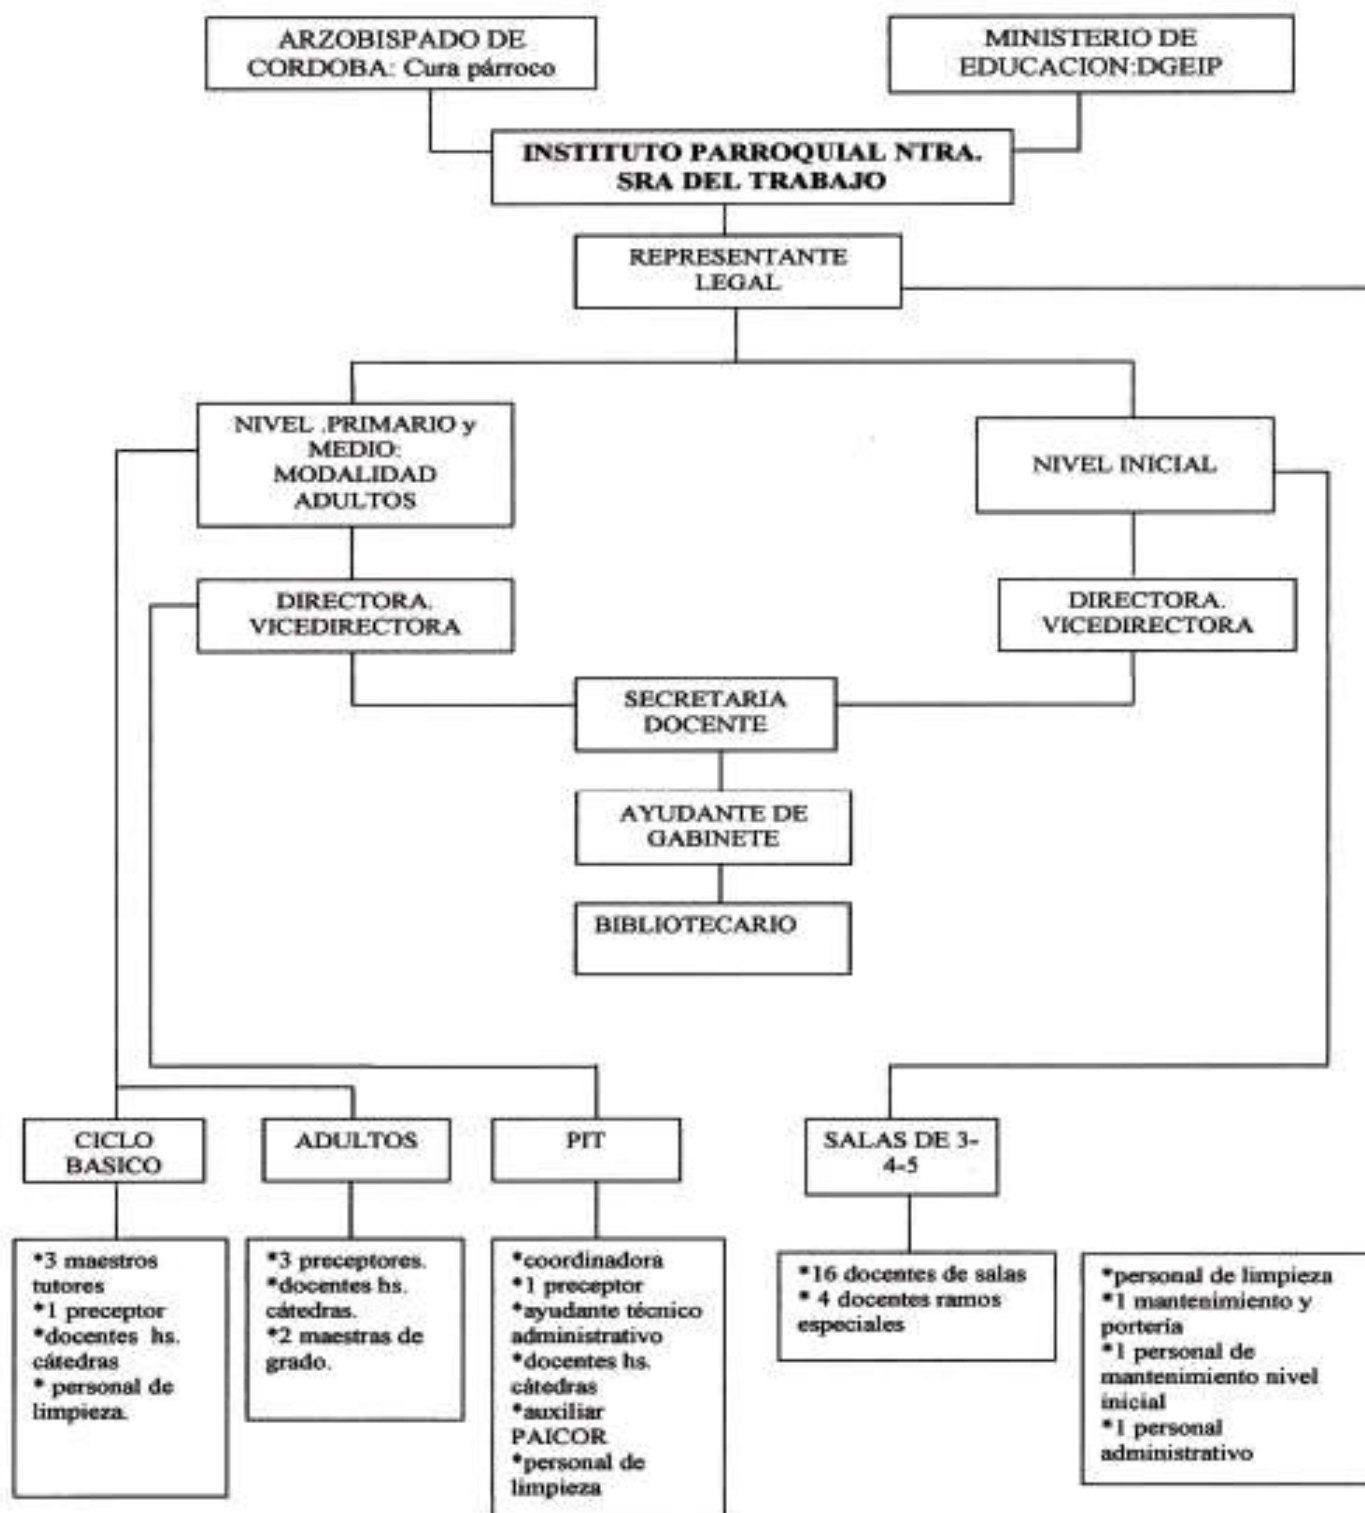 ARZOBISPADO DE
CORDOBA: Cura párroco
MINISTERIO DE
EDUCACION:DGEIP
INSTITUTO PARROQUIAL NTRA.
SRA DEL TRABAJO
REPRESENTANTE
LEGAL
NIVEL .PRIMARIO y
MEDIO:
MODALIDAD
ADULTOS
NIVEL INICIAL
DIRECTORA.
VICEDIRECTORA
DIRECTORA.
VICEDIRECTORA
SECRETARIA
DOCENTE
AYUDANTE DE
GABINETE
BIBLIOTECARIO
CICLO
BASICO
ADULTOS
PIT
SALAS DE 3-
4-5
*3 maestros
tutores
*1 preceptor
*docentes hs.
cátedras
* personal de
limpieza.
*3 preceptores.
*docentes hs.
cátedras.
*2 maestras de
grado.
*coordinadora
*1 preceptor
*ayudante técnico
administrativo
*docentes hs.
cátedras
*auxiliar
PAICOR
*personal de
limpieza
*16 docentes de salas
* 4 docentes ramos
especiales
*personal de limpieza
*1 mantenimiento y
portería
*1 personal de
mantenimiento nivel
inicial
*1 personal
administrativo